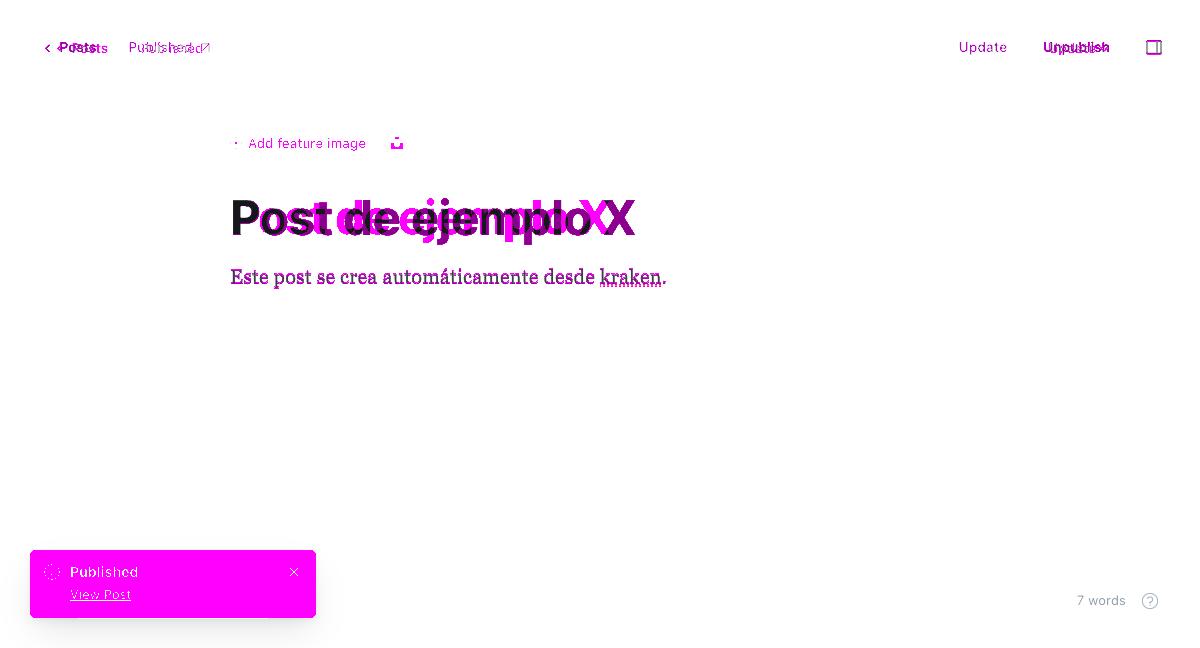 Posts Published Update Unpublish
Add feature image
Post de ejemplo X
Este post se crea automáticamente desde kraken.
Published
View Post
7 words